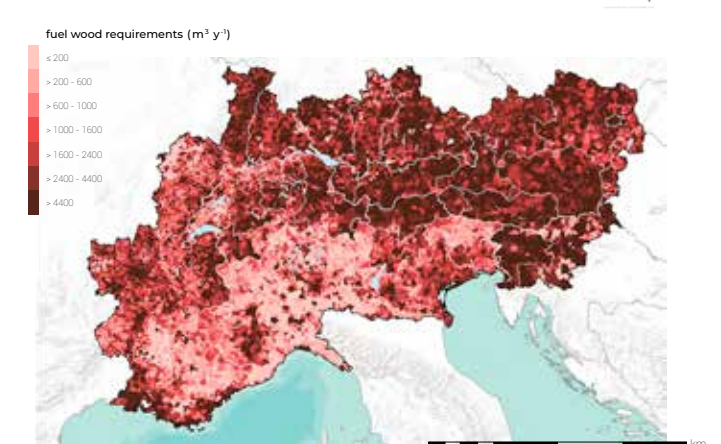 fuel wood requirements (m³ y⁻¹)
≤ 200
> 200 - 600
> 600 - 1000
> 1000 - 1600
> 1600 - 2400
> 2400 - 4400
> 4400
km